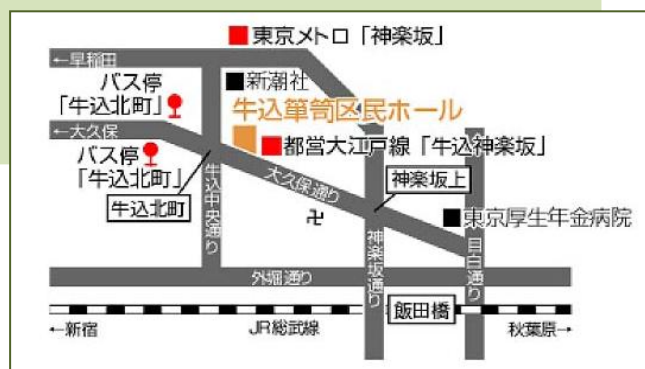 東京メトロ「神楽坂」
←早稲田
バス停
「牛込北町」
新潮社
牛込簞笥区民ホール
←大久保
都営大江戸線「牛込神楽坂」
バス停
「牛込北町」
大久保通り
神楽坂上
牛込北町
牛込中央通り
卍
東京厚生年金病院
神楽坂通り
目白通り
外堀通り
飯田橋
←新宿
JR総武線
秋葉原→